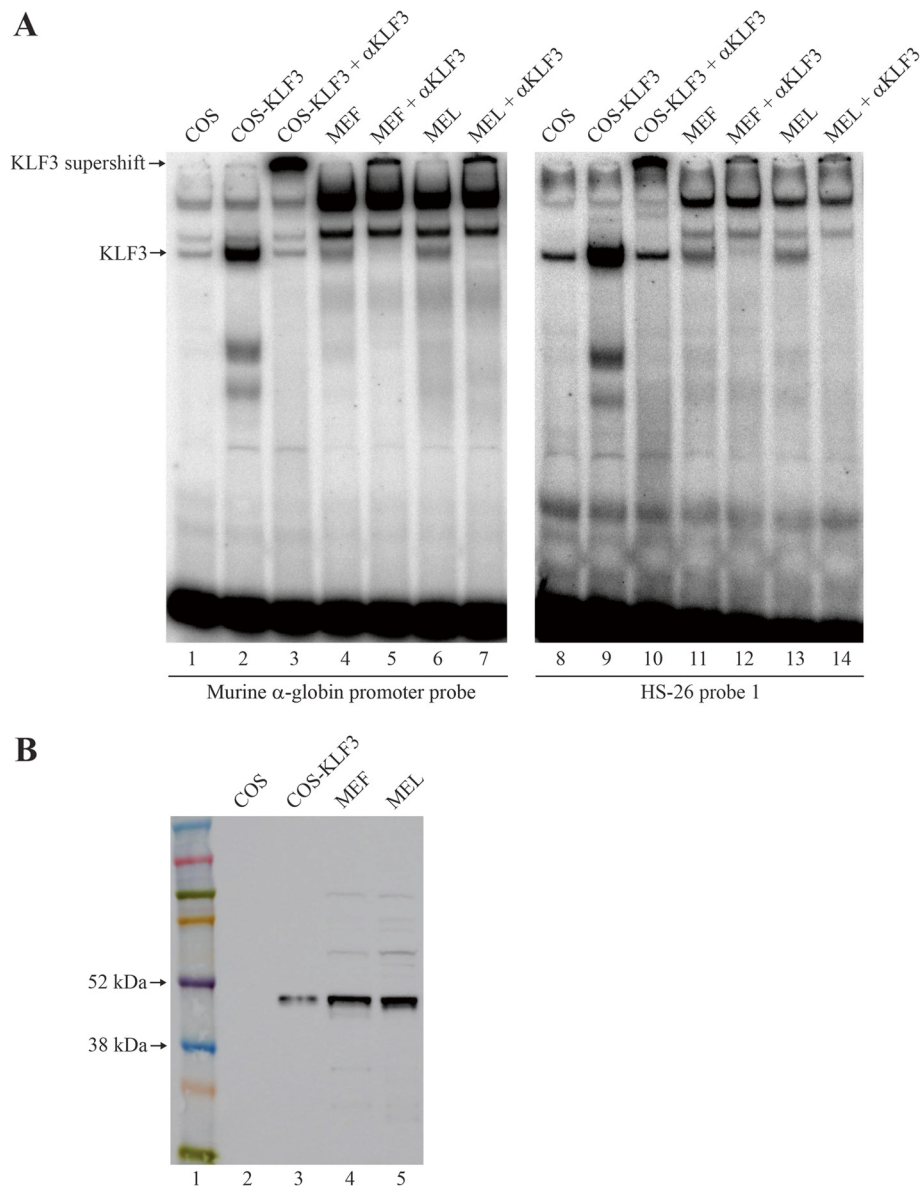 A
COS
COS-KLF3
COS-KLF3 + αKLF3
MEF
MEF + αKLF3
MEL
MEL + αKLF3
COS
COS-KLF3
COS-KLF3 + αKLF3
MEF
MEF + αKLF3
MEL
MEL + αKLF3
KLF3 supershift
KLF3
1 2 3 4 5 6 7 8 9 10 11 12 13 14
Murine α-globin promoter probe HS-26 probe 1
B
COS
COS-KLF3
MEF
MEL
52 kDa
38 kDa
1 2 3 4 5